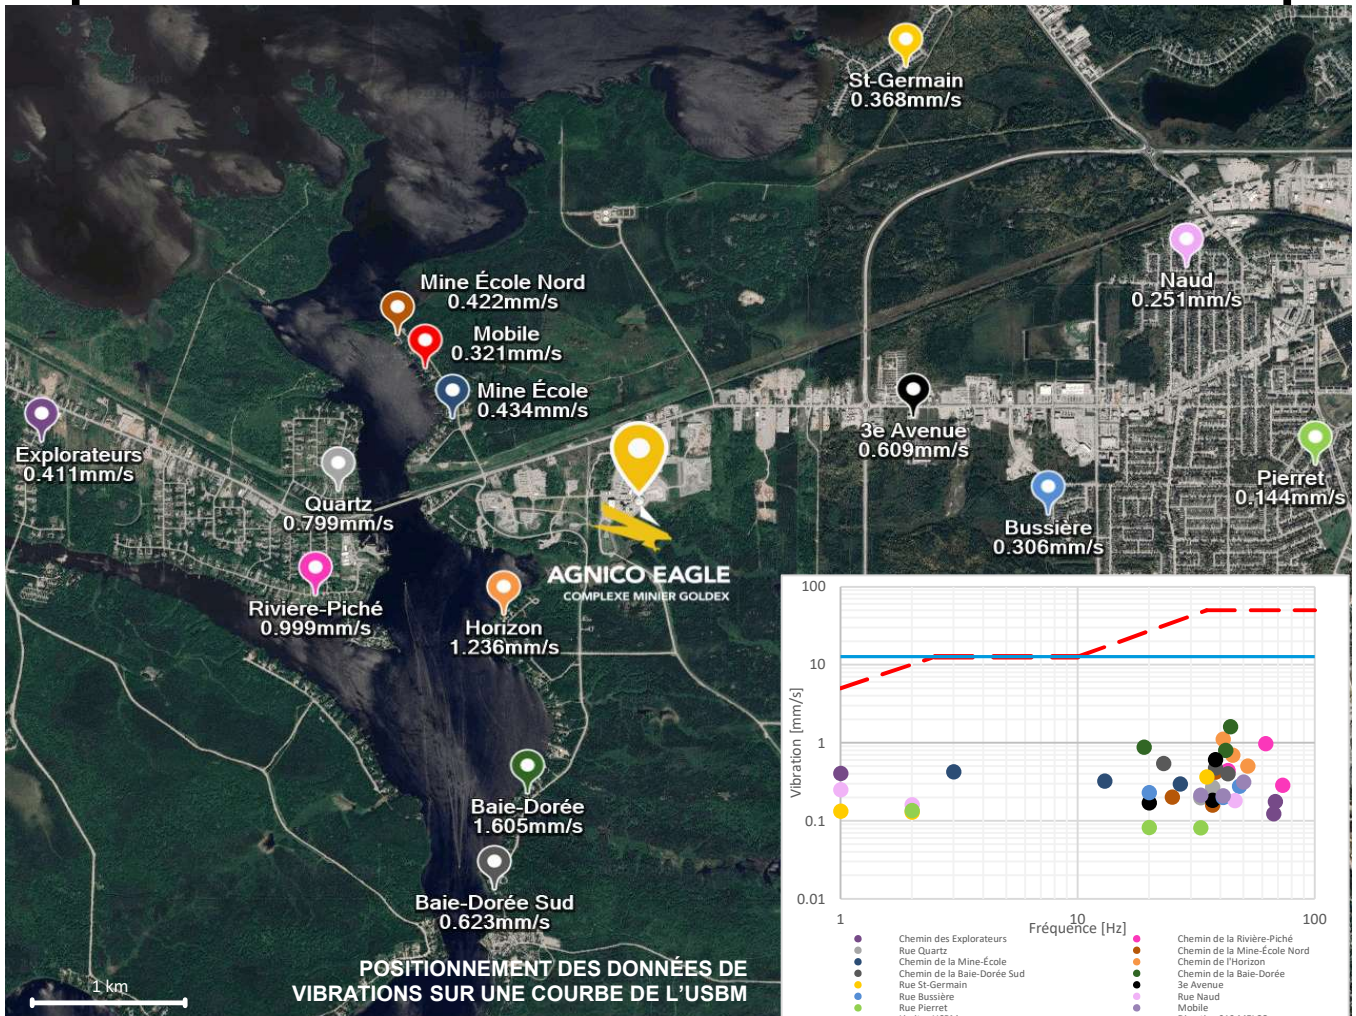 St-Germain
0.368mm/s
Naud
0.251mm/s
Mine École Nord
0.422mm/s
Mobile
0.321mm/s
Mine École
0.434mm/s
Explorateurs
0.411mm/s
Quartz
0.799mm/s
3e Avenue
0.609mm/s
Pierret
0.144mm/s
Bussière
0.306mm/s
AGNICO EAGLE
COMPLEXE MINIER GOLDEX
Riviere-Piché
0.999mm/s
Horizon
1.236mm/s
Baie-Dorée
1.605mm/s
Baie-Dorée Sud
0.623mm/s
1 km
POSITIONNEMENT DES DONNÉES DE
VIBRATIONS SUR UNE COURBE DE L'USBM
Vibration [mm/s]
100
10
1
0.1
0.01
1
10
100
Fréquence [Hz]
Chemin des Explorateurs
Chemin de la Rivière-Piché
Rue Quartz
Chemin de la Mine-École Nord
Chemin de la Mine-École
Chemin de l'Horizon
Chemin de la Baie-Dorée Sud
Chemin de la Baie-Dorée
Rue St-Germain
3e Avenue
Rue Bussière
Rue Naud
Rue Pierret
Mobile